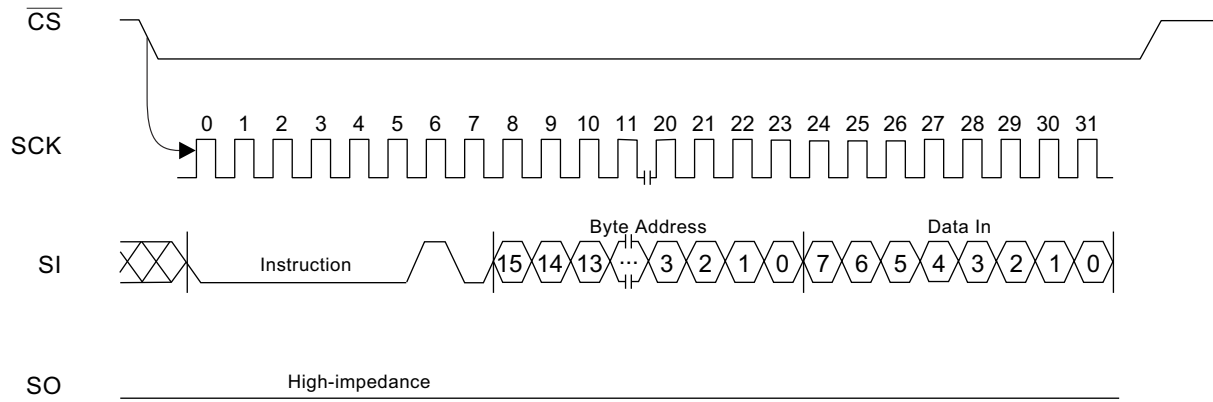 CS
0 1 2 3 4 5 6 7 8 9 10 11 20 21 22 23 24 25 26 27 28 29 30 31
SCK
Byte Address Data In
SI Instruction 15 14 13 ... 3 2 1 0 7 6 5 4 3 2 1 0
High-impedance
SO